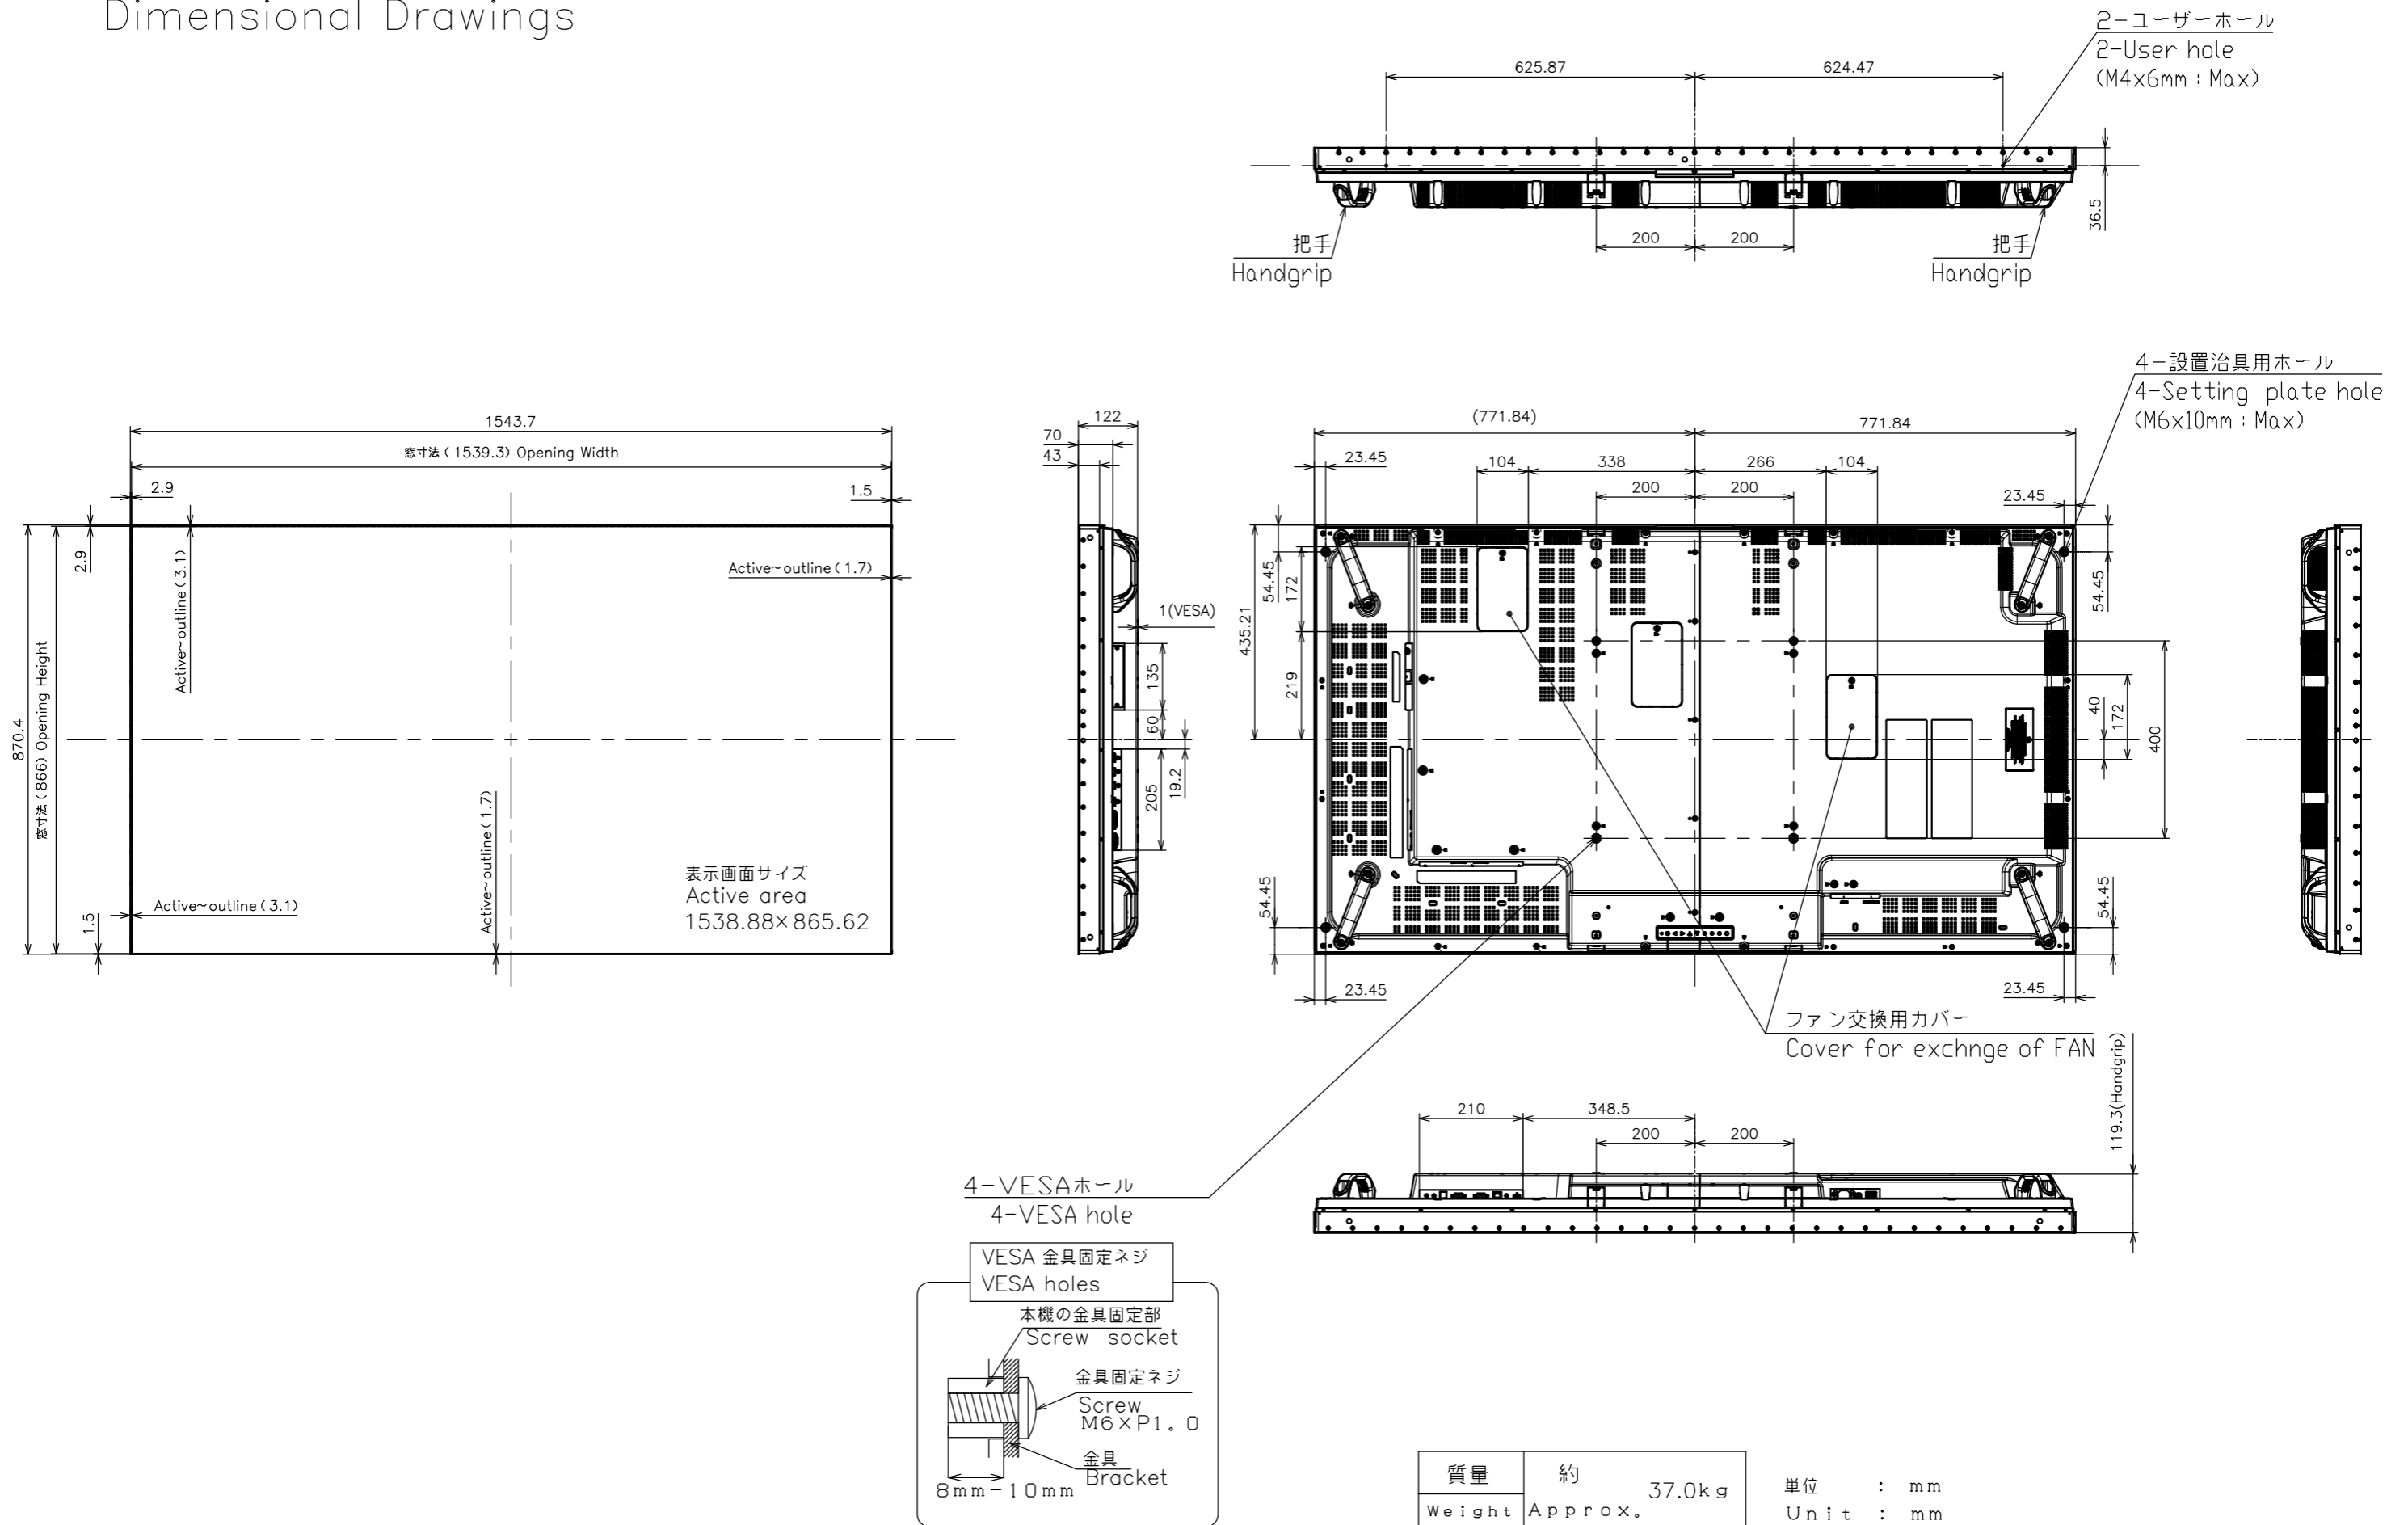 Dimensional Drawings
2-ユーザーホール
2-User hole
(M4x6mm : Max)
625.87
624.47
36.5
200
200
把手
Handgrip
把手
Handgrip
4-設置治具用ホール
4-Setting plate hole
(M6x10mm : Max)
1543.7
窓寸法 (1539.3) Opening Width
2.9
1.5
870.4
窓寸法 (866) Opening Height
2.9
Active~outline(3.1)
Active~outline(1.7)
Active~outline(1.7)
Active~outline(3.1)
1.5
表示画面サイズ
Active area
1538.88×865.62
122
70
43
1(VESA)
135
60
19.2
205
(771.84)
771.84
23.45
104
338
266
104
200
200
23.45
435.21
54.45
172
219
54.45
40
172
400
54.45
54.45
23.45
23.45
ファン交換用カバー
Cover for exchnge of FAN
119.3(Handgrip)
210
348.5
200
200
4-VESAホール
4-VESA hole
VESA 金具固定ネジ
VESA holes
本機の金具固定部
Screw socket
金具固定ネジ
Screw
M6×P1。0
金具
Bracket
8mm-10mm
質量 約 37.0kg
Weight Approx。
単位 : mm
Unit : mm